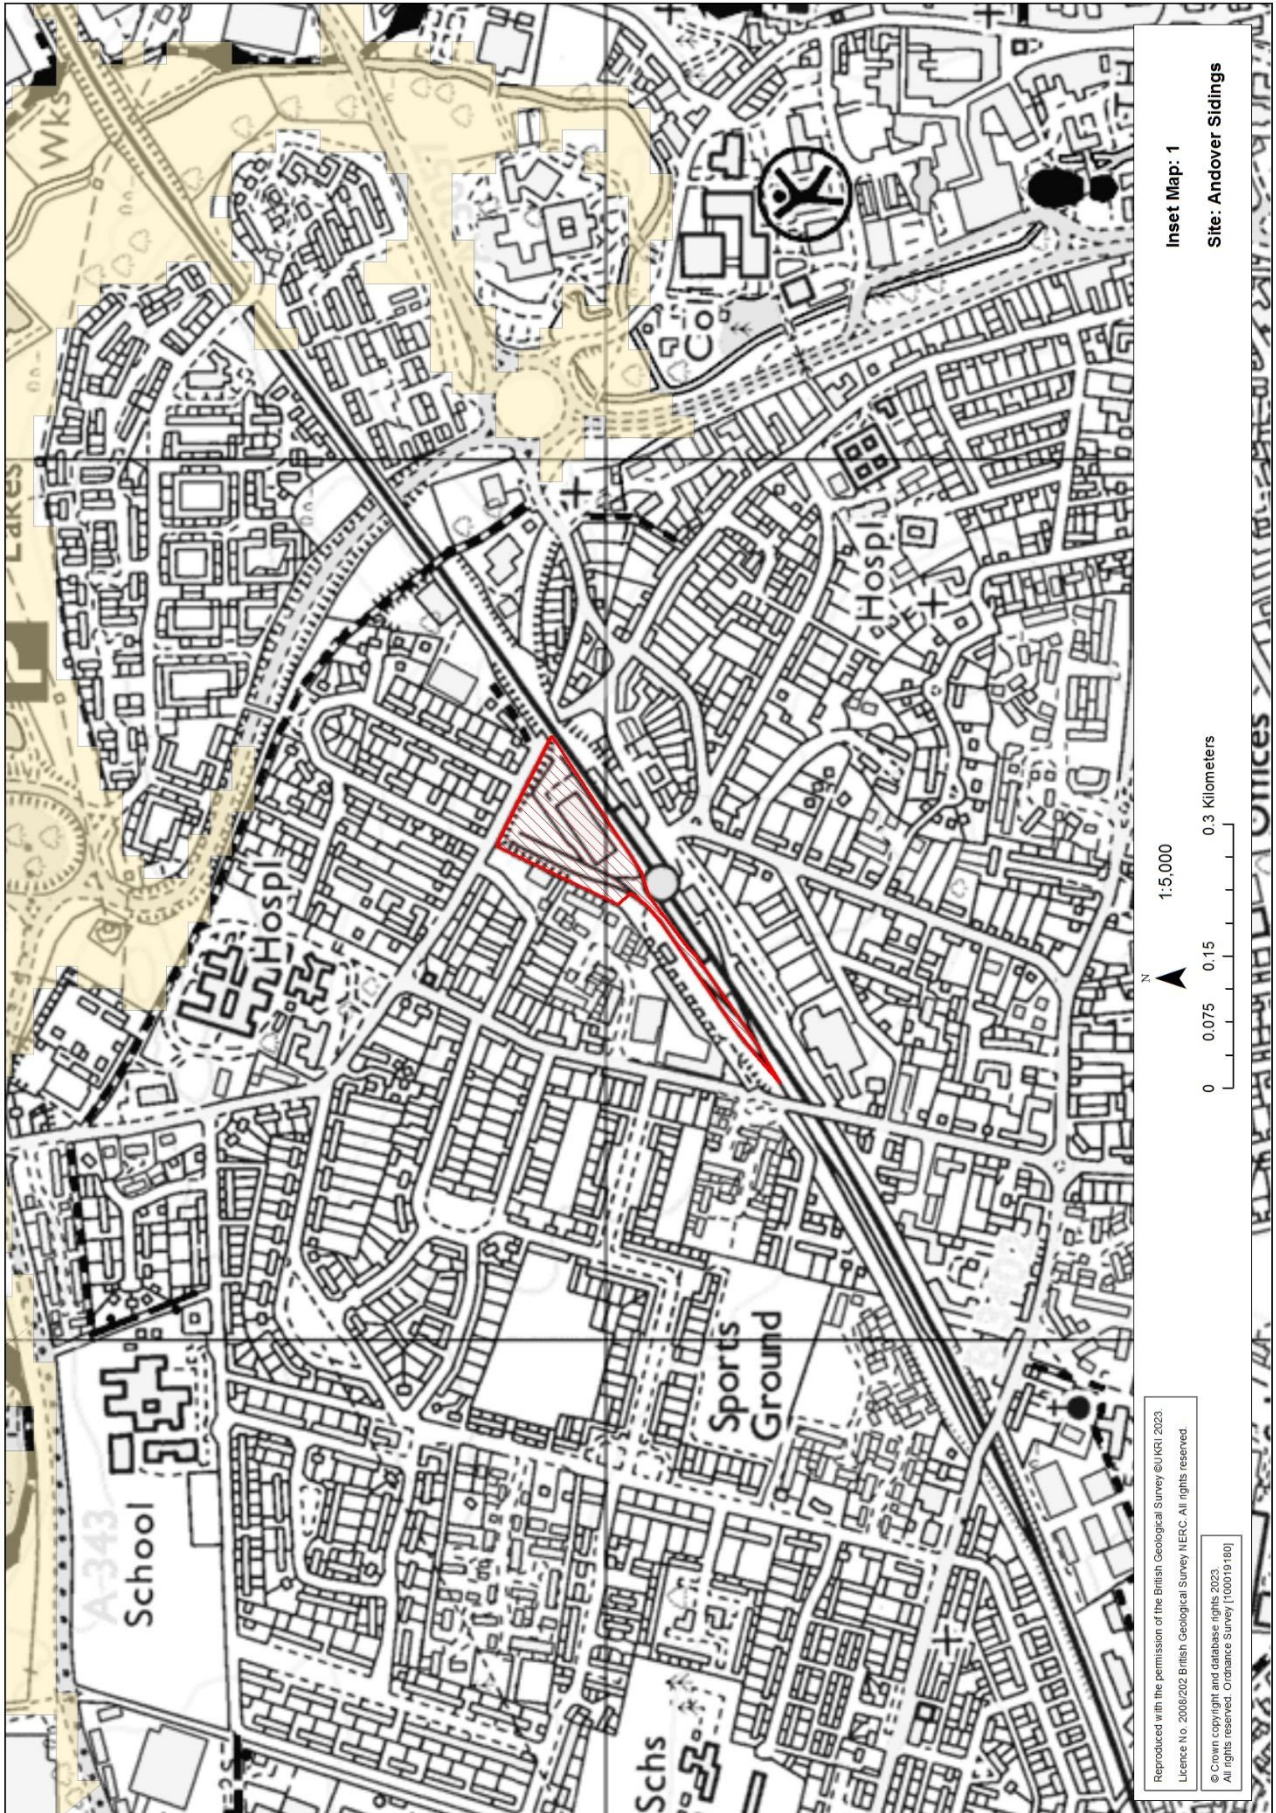 Wks
Lakes
P
Coll
Hospl
Hospl
A-343
School
Sports
Ground
B3402
Schs
Offices
Inset Map: 1
Site: Andover Sidings
N
1:5,000
0 0.075 0.15 0.3 Kilometers
Reproduced with the permission of the British Geological Survey ©UKRI 2023.
Licence No. 2008/202 British Geological Survey NERC. All rights reserved.
© Crown copyright and database rights 2023.
All rights reserved. Ordnance Survey [100019180]